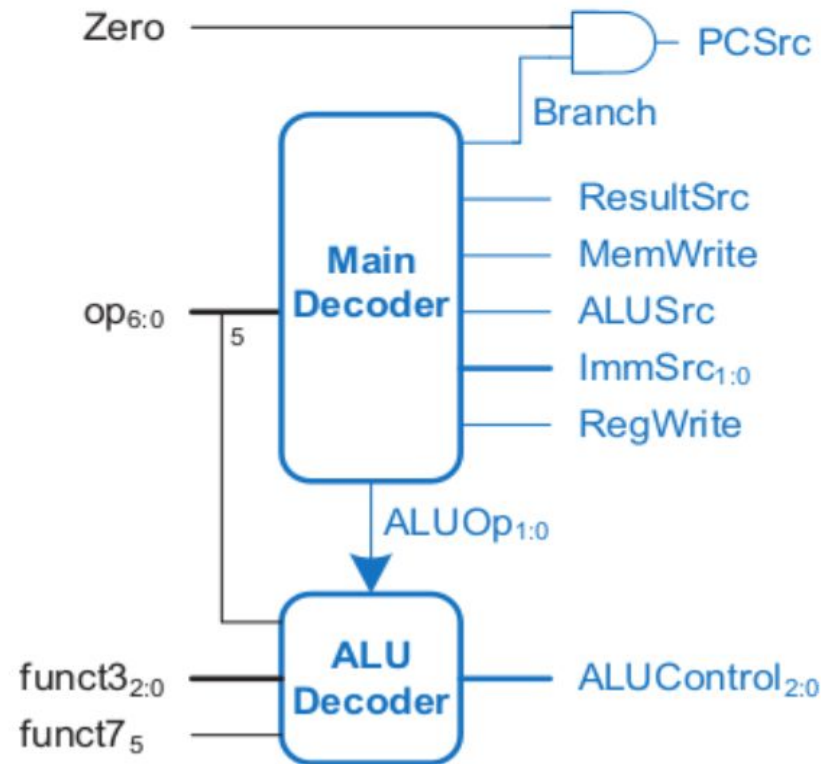 Zero
PCSrc
Branch
ResultSrc
MemWrite
Main
Decoder
ALUSrc
op6:0
5
ImmSrc1:0
RegWrite
ALUOp1:0
ALU
Decoder
funct32:0
ALUControl2:0
funct75